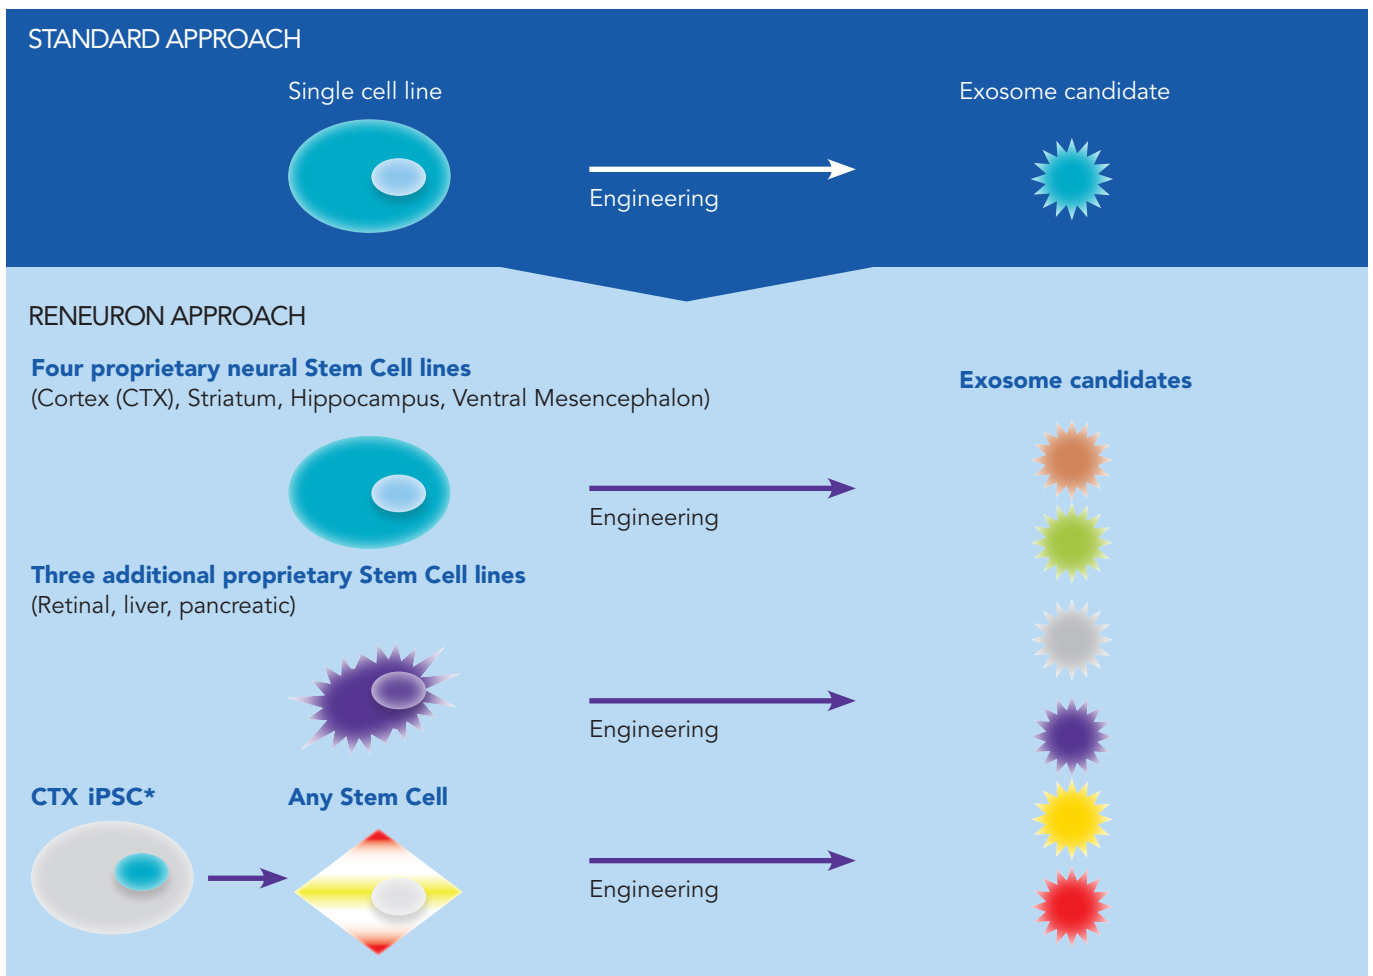 STANDARD APPROACH
Single cell line
Exosome candidate
Engineering
RENEURON APPROACH
Four proprietary neural Stem Cell lines
(Cortex (CTX), Striatum, Hippocampus, Ventral Mesencephalon)
Exosome candidates
Engineering
Three additional proprietary Stem Cell lines
(Retinal, liver, pancreatic)
Engineering
CTX iPSC*
Any Stem Cell
Engineering